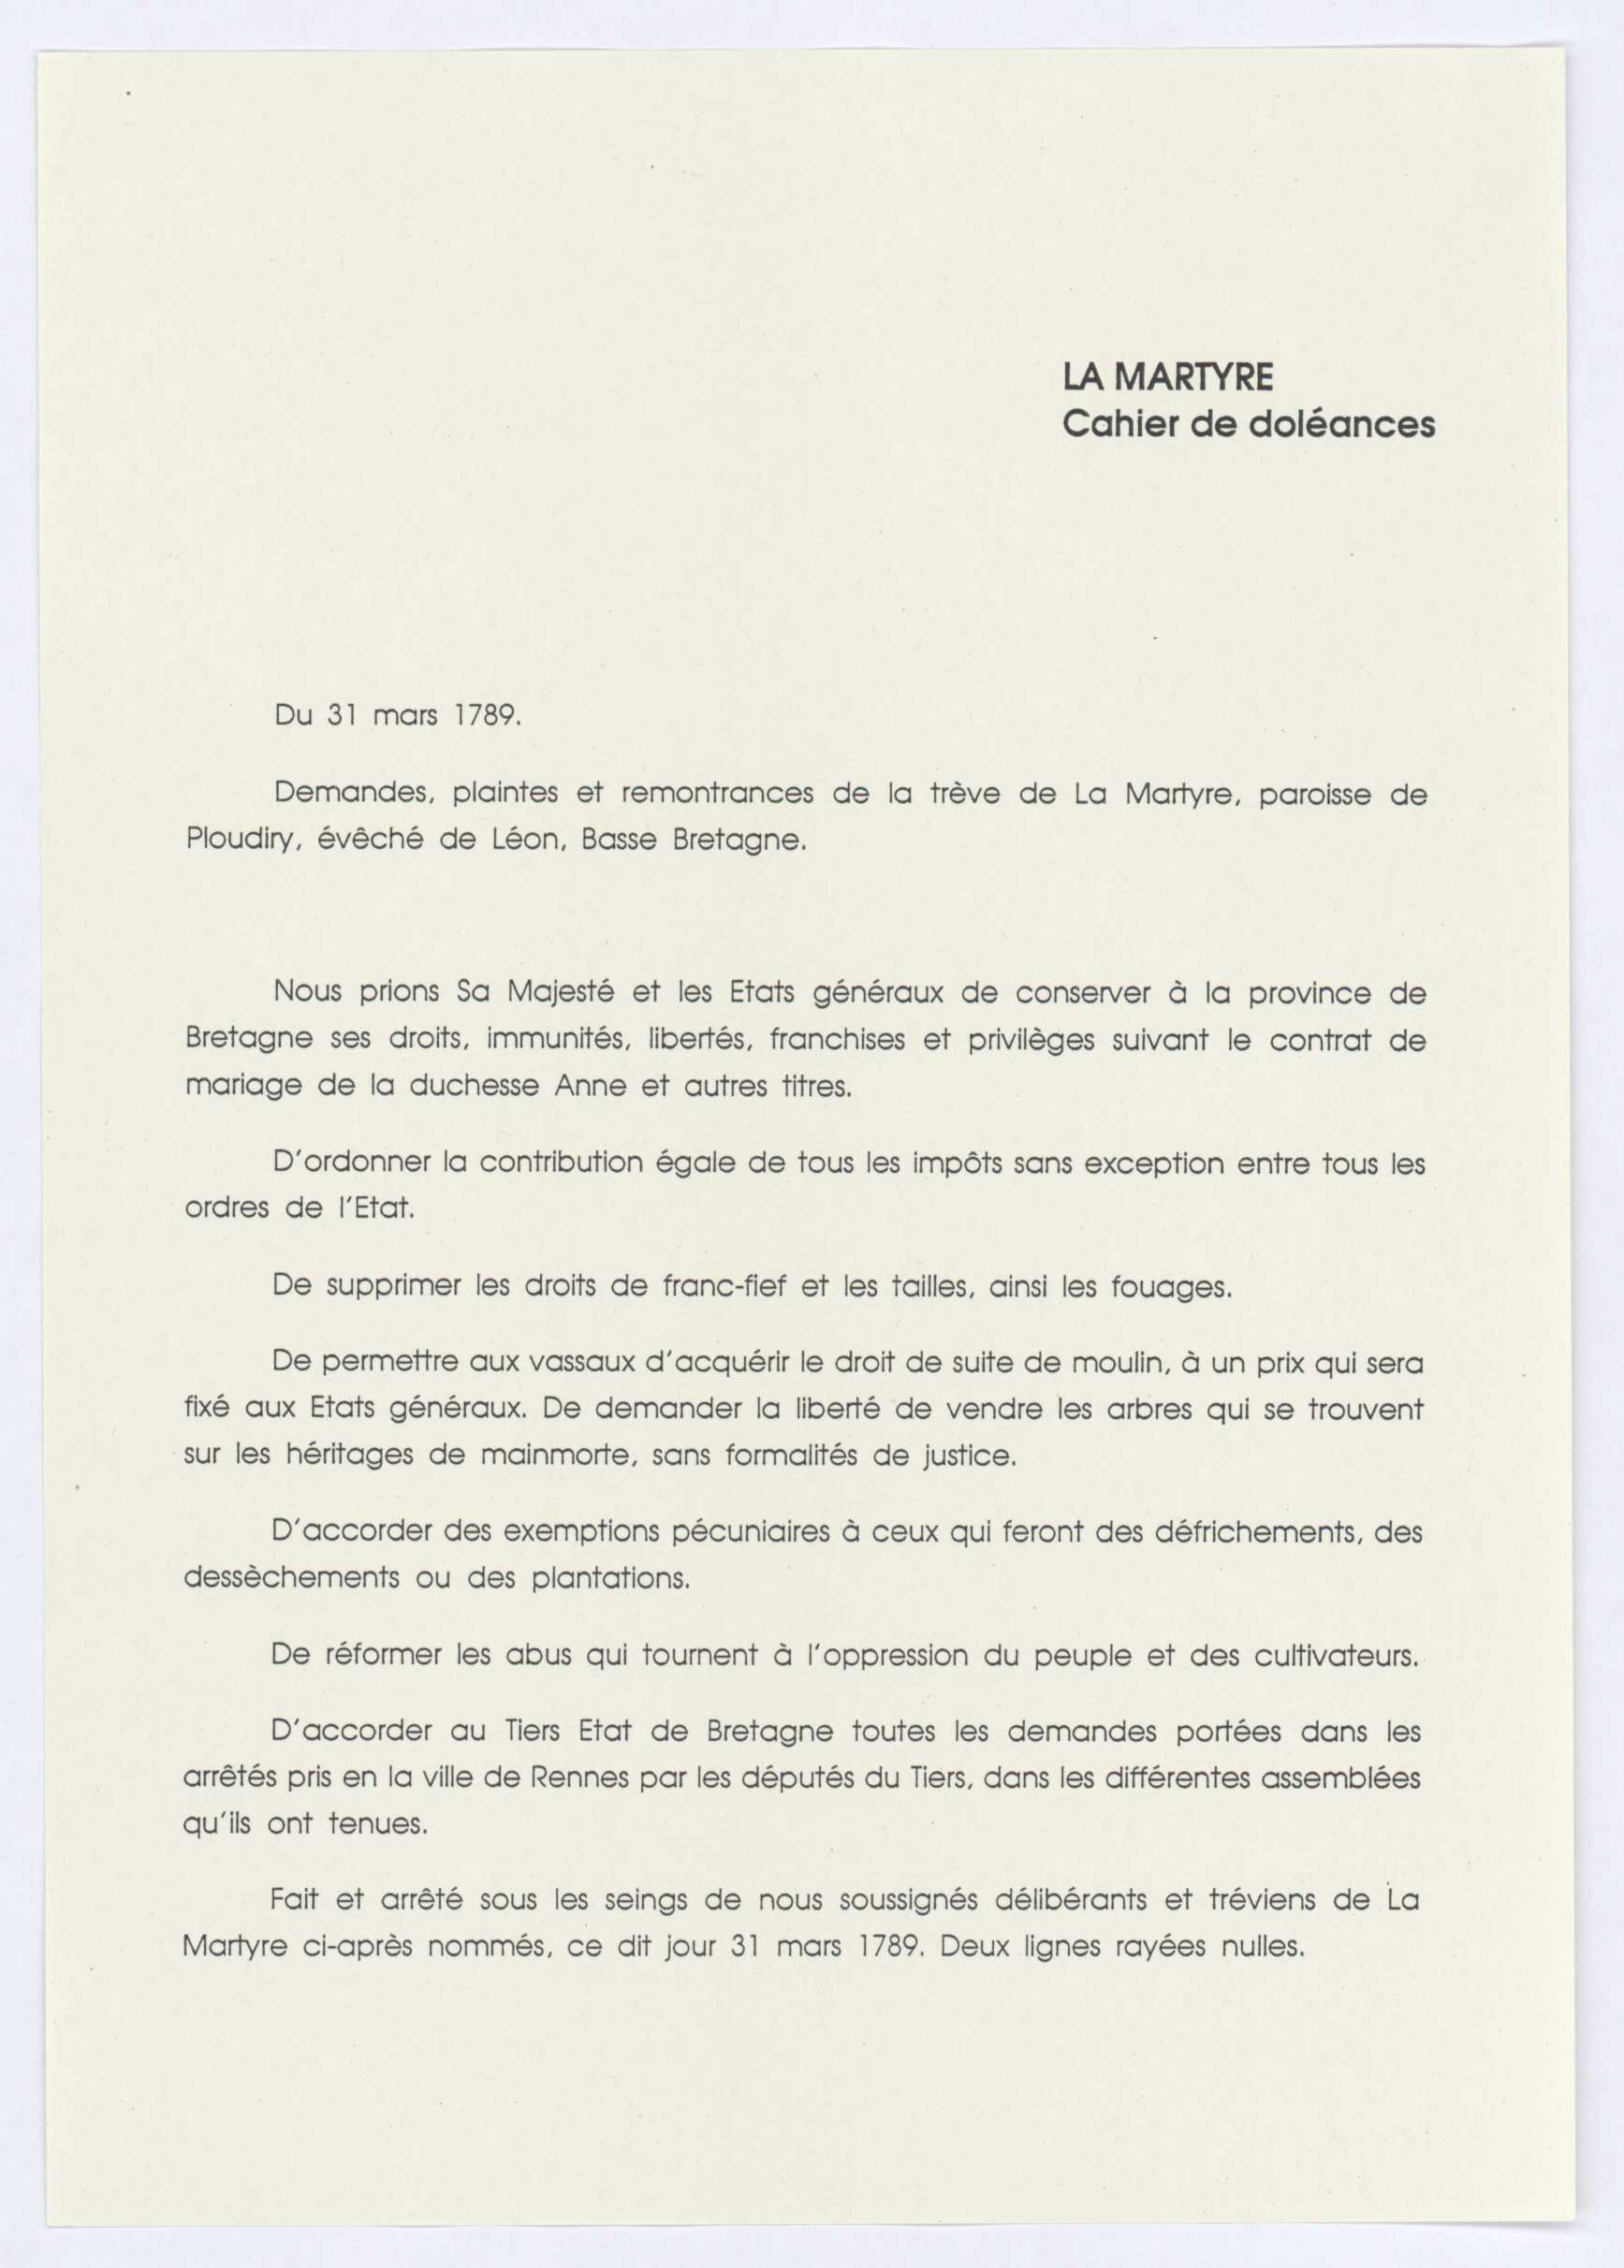 LA MARTYRE
Cahier de doléances
Du 31 mars 1789.
Demandes, plaintes et remontrances de la trève de La Martyre, paroisse de
Ploudiry, évêché de Léon, Basse Bretagne.
Nous prions Sa Majesté et les Etats généraux de conserver à la province de
Bretagne ses droits, immunités, libertés, franchises et privilèges suivant le contrat de
mariage de la duchesse Anne et autres titres.
D'ordonner la contribution égale de tous les impôts sans exception entre tous les
ordres de l'Etat.
De supprimer les droits de franc-fief et les tailles, ainsi les fouages.
De permettre aux vassaux d'acquérir le droit de suite de moulin, à un prix qui sera
fixé aux Etats généraux. De demander la liberté de vendre les arbres qui se trouvent
sur les héritages de mainmorte, sans formalités de justice.
D'accorder des exemptions pécuniaires à ceux qui feront des défrichements, des
dessèchements ou des plantations.
De réformer les abus qui tournent à l'oppression du peuple et des cultivateurs.
D'accorder au Tiers Etat de Bretagne toutes les demandes portées dans les
arrêtés pris en la ville de Rennes par les députés du Tiers, dans les différentes assemblées
qu'ils ont tenues.
Fait et arrêté sous les seings de nous soussignés délibérants et tréviens de La
Martyre ci-après nommés, ce dit jour 31 mars 1789. Deux lignes rayées nulles.